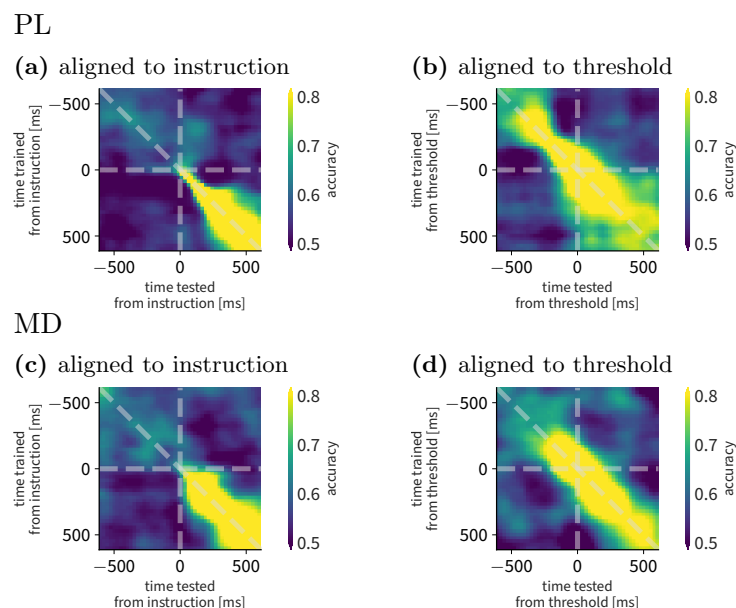 PL
(a) aligned to instruction
−500
0
500
time trained
from instruction [ms]
−500 0 500
time tested
from instruction [ms]
0.8
0.7
0.6
0.5
accuracy
(b) aligned to threshold
−500
0
500
time trained
from threshold [ms]
−500 0 500
time tested
from threshold [ms]
0.8
0.7
0.6
0.5
accuracy
MD
(c) aligned to instruction
−500
0
500
time trained
from instruction [ms]
−500 0 500
time tested
from instruction [ms]
0.8
0.7
0.6
0.5
accuracy
(d) aligned to threshold
−500
0
500
time trained
from threshold [ms]
−500 0 500
time tested
from threshold [ms]
0.8
0.7
0.6
0.5
accuracy